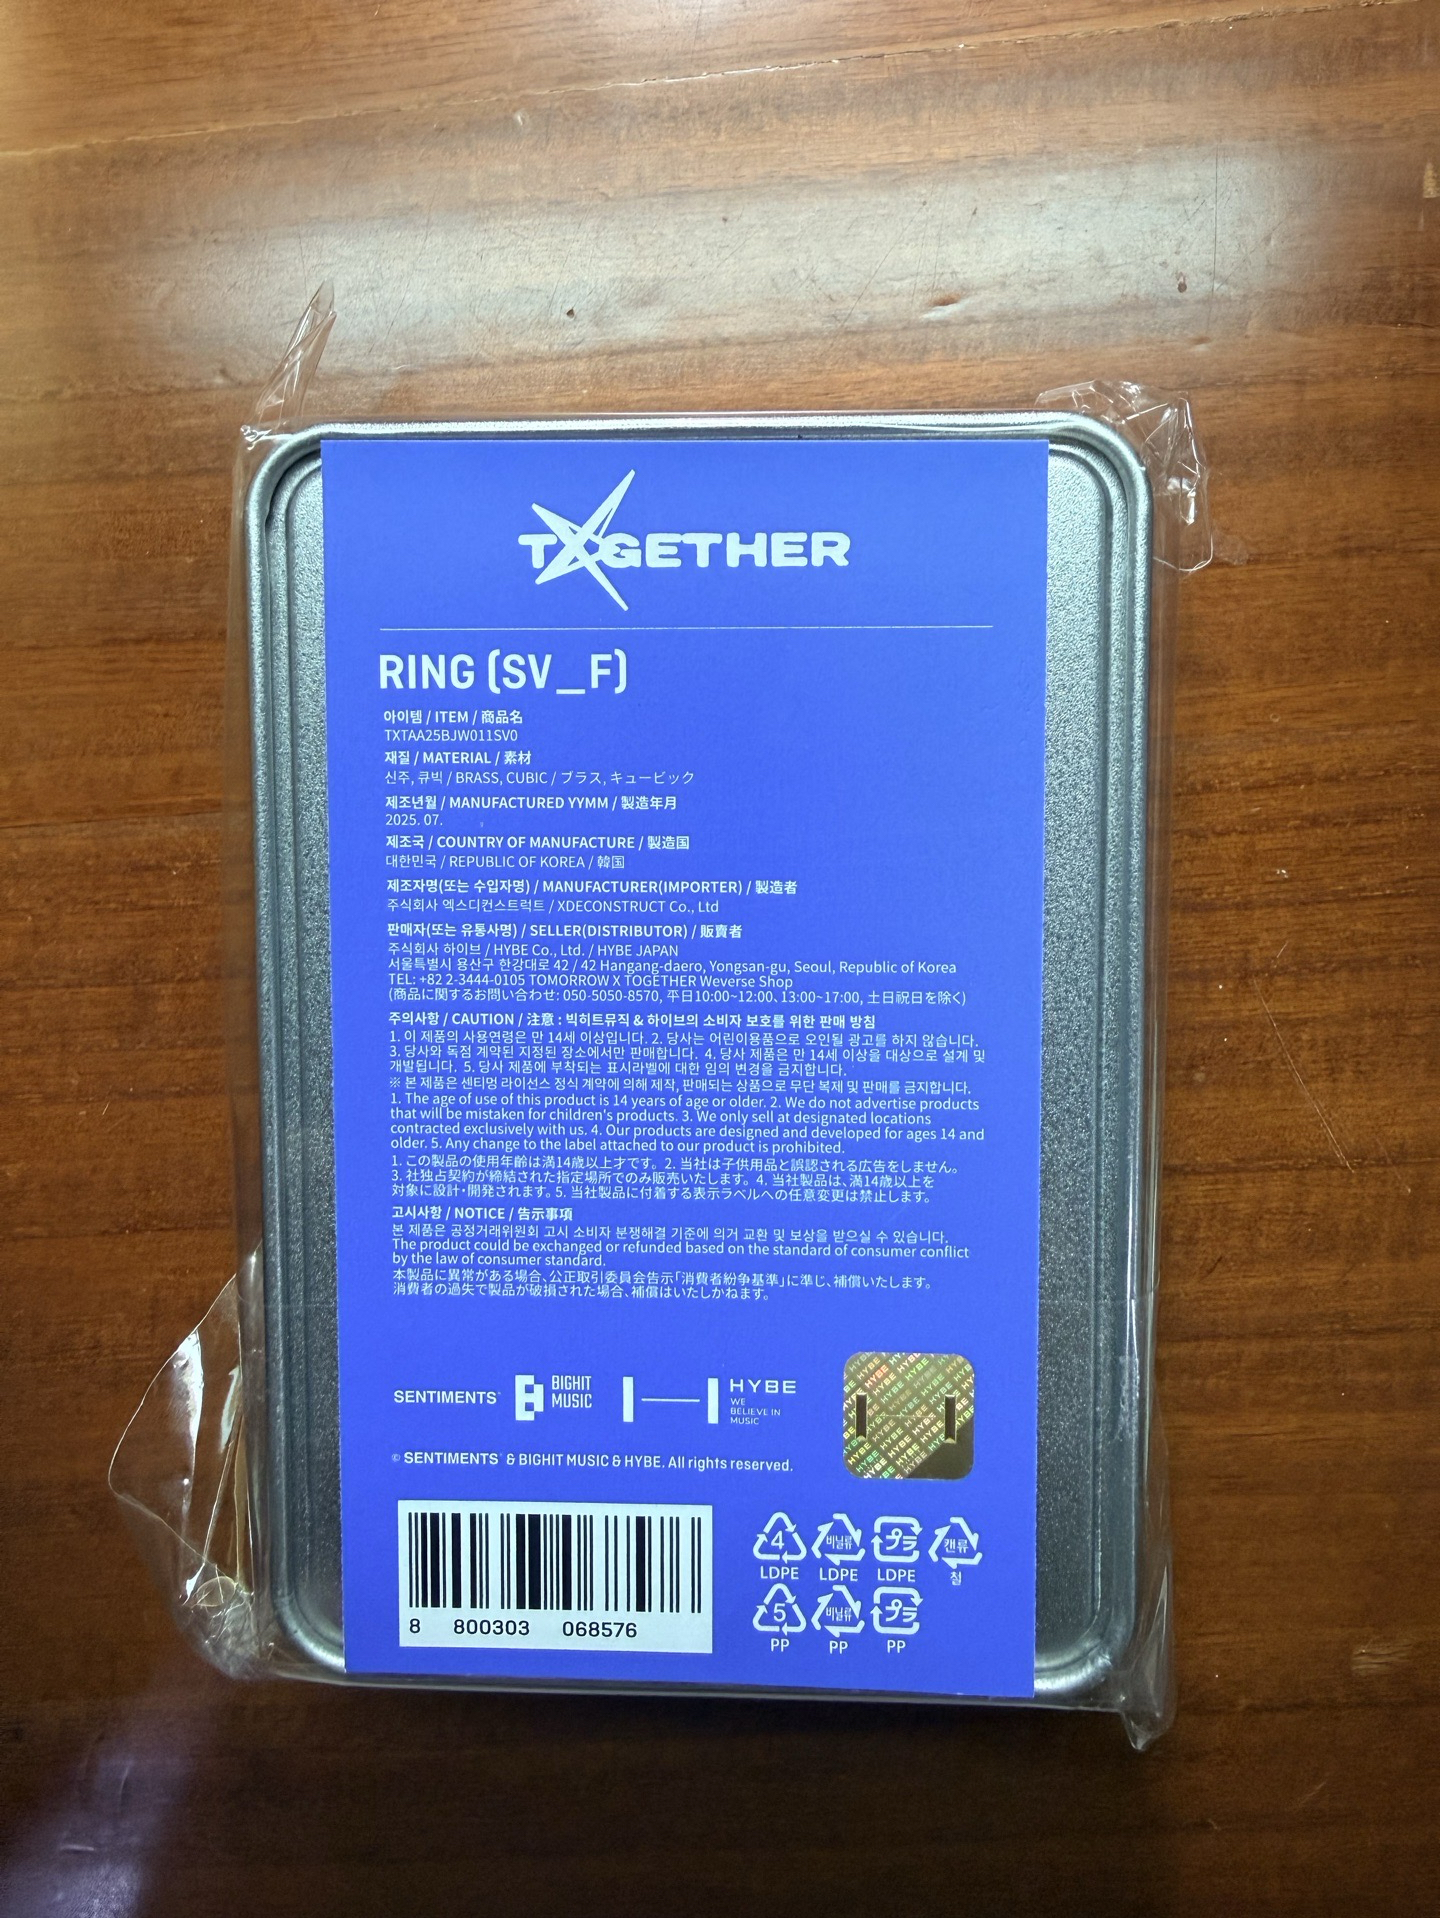 TXGETHER
RING (SV_F)
아이템 / ITEM / 商品名
TXTAA25BJW011SV0
재질 / MATERIAL / 素材
신주, 큐빅 / BRASS, CUBIC / ブラス, キュービック
제조년월 / MANUFACTURED YYMM / 製造年月
2025. 07.
제조국 / COUNTRY OF MANUFACTURE / 製造国
대한민국 / REPUBLIC OF KOREA / 韓国
제조자명(또는 수입자명) / MANUFACTURER(IMPORTER) / 製造者
주식회사 엑스디컨스트럭트 / XDECONSTRUCT Co., Ltd
판매자(또는 유통사명) / SELLER(DISTRIBUTOR) / 販賣者
주식회사 하이브 / HYBE Co., Ltd. / HYBE JAPAN
서울특별시 용산구 한강대로 42 / 42 Hangang-daero, Yongsan-gu, Seoul, Republic of Korea
TEL: +82 2-3444-0105 TOMORROW X TOGETHER Weverse Shop
(商品に関するお問い合わせ: 050-5050-8570, 平日10:00~12:00、13:00~17:00, 土日祝日を除く)
주의사항 / CAUTION / 注意 : 빅히트뮤직 & 하이브의 소비자 보호를 위한 판매 방침
1. 이 제품의 사용연령은 만 14세 이상입니다. 2. 당사는 어린이용품으로 오인될 광고를 하지 않습니다.
3. 당사와 독점 계약된 지정된 장소에서만 판매합니다. 4. 당사 제품은 만 14세 이상을 대상으로 설계 및
개발됩니다. 5. 당사 제품에 부착되는 표시라벨에 대한 임의 변경을 금지합니다.
※ 본 제품은 센티멍 라이선스 정식 계약에 의해 제작, 판매되는 상품으로 무단 복제 및 판매를 금지합니다.
1. The age of use of this product is 14 years of age or older. 2. We do not advertise products
that will be mistaken for children's products. 3. We only sell at designated locations
contracted exclusively with us. 4. Our products are designed and developed for ages 14 and
older. 5. Any change to the label attached to our product is prohibited.
1. この製品の使用年齢は満14歳以上才です。2. 当社は子供用品と誤認される広告をしません。
3. 社独占契約が締結された指定場所でのみ販売いたします。4. 当社製品は、満14歳以上を
対象に設計・開発されます。5. 当社製品に付着する表示ラベルへの任意変更は禁止します。
고시사항 / NOTICE / 告示事項
본 제품은 공정거래위원회 고시 소비자 분쟁해결 기준에 의거 교환 및 보상을 받으실 수 있습니다.
The product could be exchanged or refunded based on the standard of consumer conflict
by the law of consumer standard.
本製品に異常がある場合、公正取引委員会告示「消費者紛争基準」に準じ、補償いたします。
消費者の過失で製品が破損された場合、補償はいたしかねます。
SENTIMENTS
BIGHIT
MUSIC
HYBE
WE
BELIEVE IN
MUSIC
© SENTIMENTS & BIGHIT MUSIC & HYBE. All rights reserved.
8 800303 068576
4 비닐류 プラ 캔류
LDPE LDPE LDPE 철
5 비닐류 プラ
PP PP PP